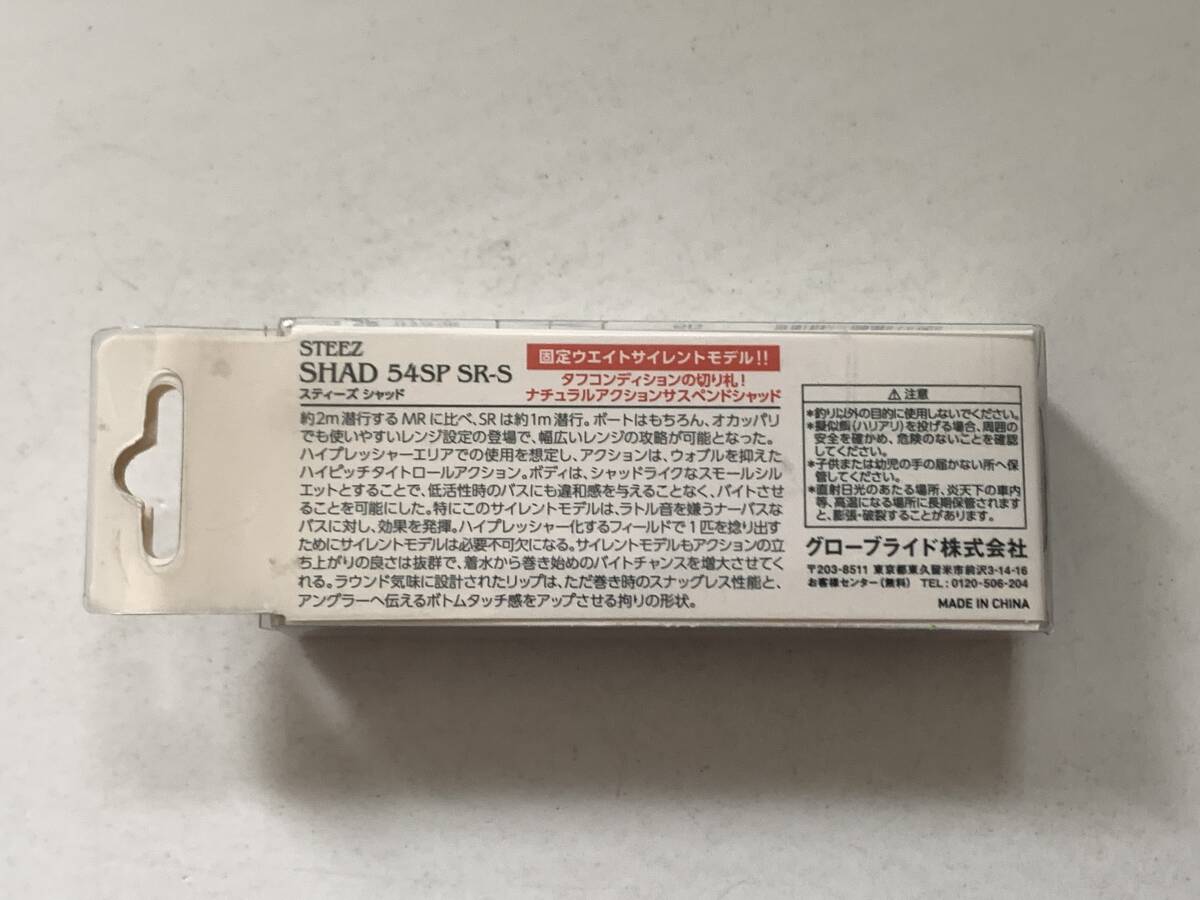 STEEZ
SHAD 54SP SR-S
スティーズ シャッド
固定ウエイトサイレントモデル!!
タフコンディションの切り札!
ナチュラルアクションサスペンドシャッド
約2m潜行するMRに比べ、SRは約1m潜行。ボートはもちろん、オカッパリ
でも使いやすいレンジ設定の登場で、幅広いレンジの攻略が可能となった。
ハイプレッシャーエリアでの使用を想定し、アクションは、ウォブルを抑えた
ハイピッチタイトロールアクション。ボディは、シャッドライクなスモールシル
エットとすることで、低活性時のバスにも違和感を与えることなく、バイトさせ
ることを可能にした。特にこのサイレントモデルは、ラトル音を嫌うナーバスな
バスに対し、効果を発揮。ハイプレッシャー化するフィールドで1匹を捻り出す
ためにサイレントモデルは必要不可欠になる。サイレントモデルもアクションの立
ち上がりの良さは抜群で、着水から巻き始めのバイトチャンスを増大させてく
れる。ラウンド気味に設計されたリップは、ただ巻き時のスナッグレス性能と、
アングラーへ伝えるボトムタッチ感をアップさせる拘りの形状。
⚠ 注意
*釣り以外の目的に使用しないでください。
*擬似餌(ハリアリ)を投げる場合、周囲の
安全を確かめ、危険のないことを確認
してください。
*子供または幼児の手の届かない所へ保
管してください。
*直射日光のあたる場所、炎天下の車内
等、高温になる場所に長期保管されます
と、膨張・破裂することがあります。
グローブライド株式会社
〒203-8511 東京都東久留米市前沢3-14-16
お客様センター(無料) TEL:0120-506-204
MADE IN CHINA